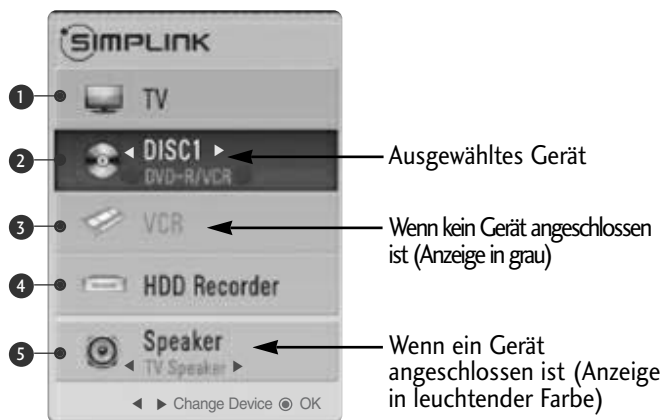 SIMPLINK
1 TV
2 ◄ DISC1 ►
DVD-R/VCR
Ausgewähltes Gerät
3 VCR
Wenn kein Gerät angeschlossen
ist (Anzeige in grau)
4 HDD Recorder
5 Speaker
◄ TV Speaker ►
Wenn ein Gerät
angeschlossen ist (Anzeige
in leuchtender Farbe)
◄ ► Change Device ◉ OK